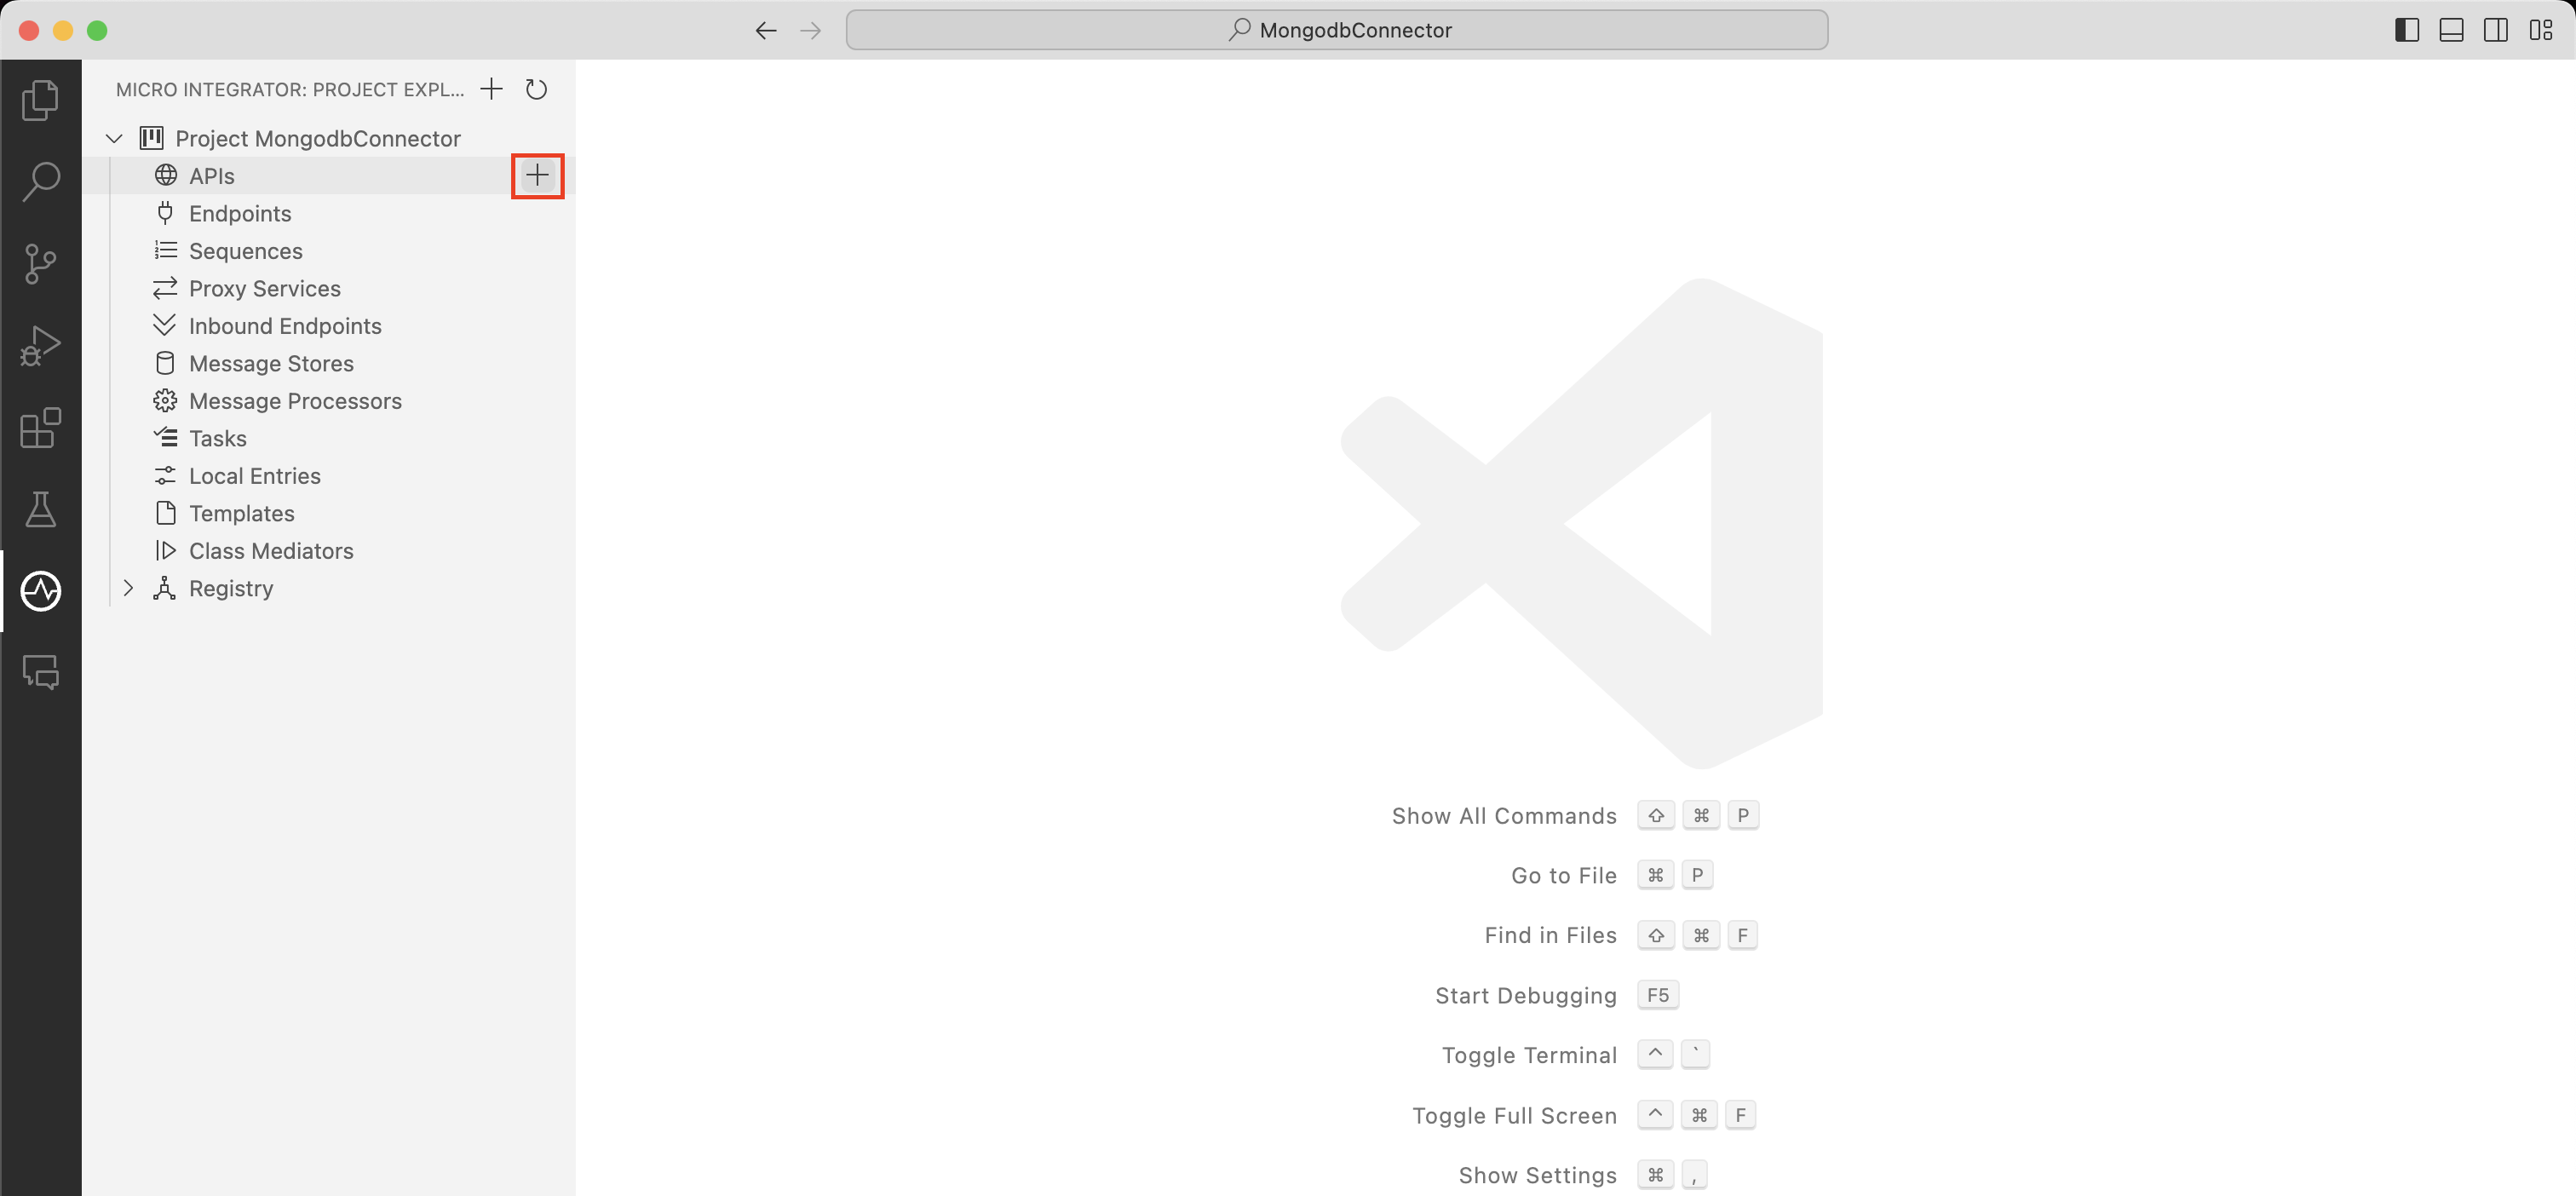 MongodbConnector
MICRO INTEGRATOR: PROJECT EXPL...
Project MongodbConnector
APIs
Endpoints
Sequences
Proxy Services
Inbound Endpoints
Message Stores
Message Processors
Tasks
Local Entries
Templates
Class Mediators
Registry
Show All Commands ⇧ ⌘ P
Go to File ⌘ P
Find in Files ⇧ ⌘ F
Start Debugging F5
Toggle Terminal ^ `
Toggle Full Screen ^ ⌘ F
Show Settings ⌘ ,